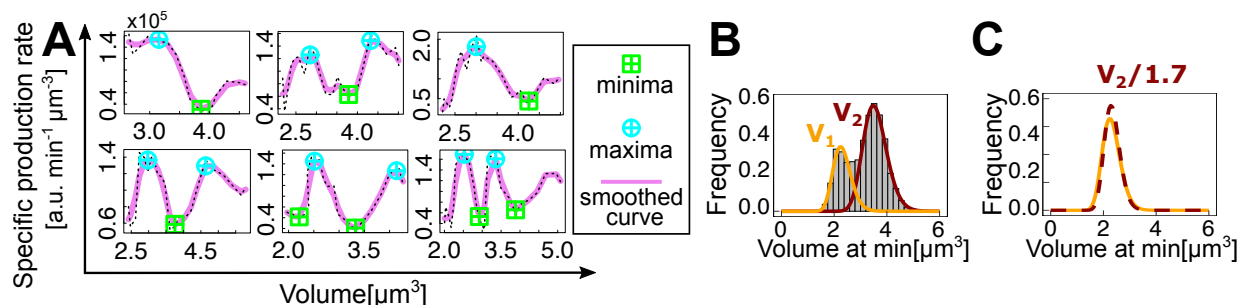 A
B
C
Specific production rate
[a.u. min⁻¹ µm⁻³]
x10⁵
1.4
0.4
3.0 4.0
1.4
0.4
2.5 4.0
2.0
0.5
2.5 4.0
1.4
0.6
2.5 4.5
1.4
0.4
2.0 3.5
1.4
0.4
2.0 3.0 5.0
Volume[µm³]
minima
maxima
smoothed
curve
Frequency
0.6
0.4
0.2
0.0
V₁
V₂
0 2 4 6
Volume at min[µm³]
V₂/1.7
Frequency
0.6
0.4
0.2
0.0
0 2 4 6
Volume at min[µm³]